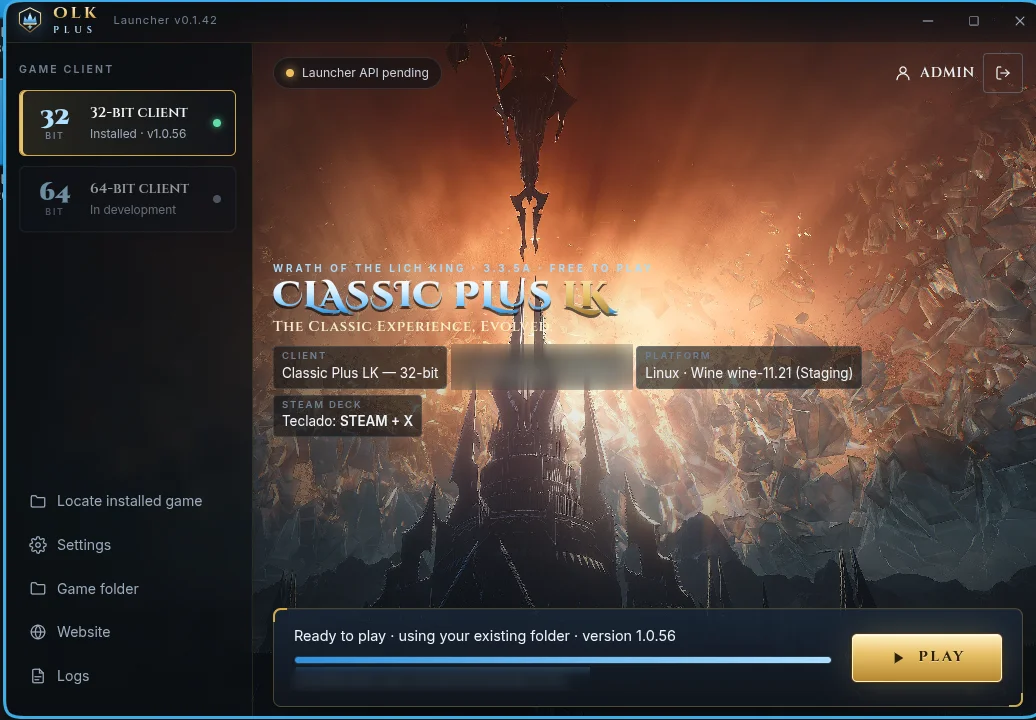 OLK
PLUS
Launcher v0.1.42
GAME CLIENT
32
BIT
32-BIT CLIENT
Installed · v1.0.56
64
BIT
64-BIT CLIENT
In development
Locate installed game
Settings
Game folder
Website
Logs
Launcher API pending
ADMIN
WRATH OF THE LICH KING · 3.3.5A · FREE TO PLAY
CLASSIC PLUS LK
The Classic Experience, Evolved
CLIENT
Classic Plus LK — 32-bit
PLATFORM
Linux · Wine wine-11.21 (Staging)
STEAM DECK
Teclado: STEAM + X
Ready to play · using your existing folder · version 1.0.56
PLAY